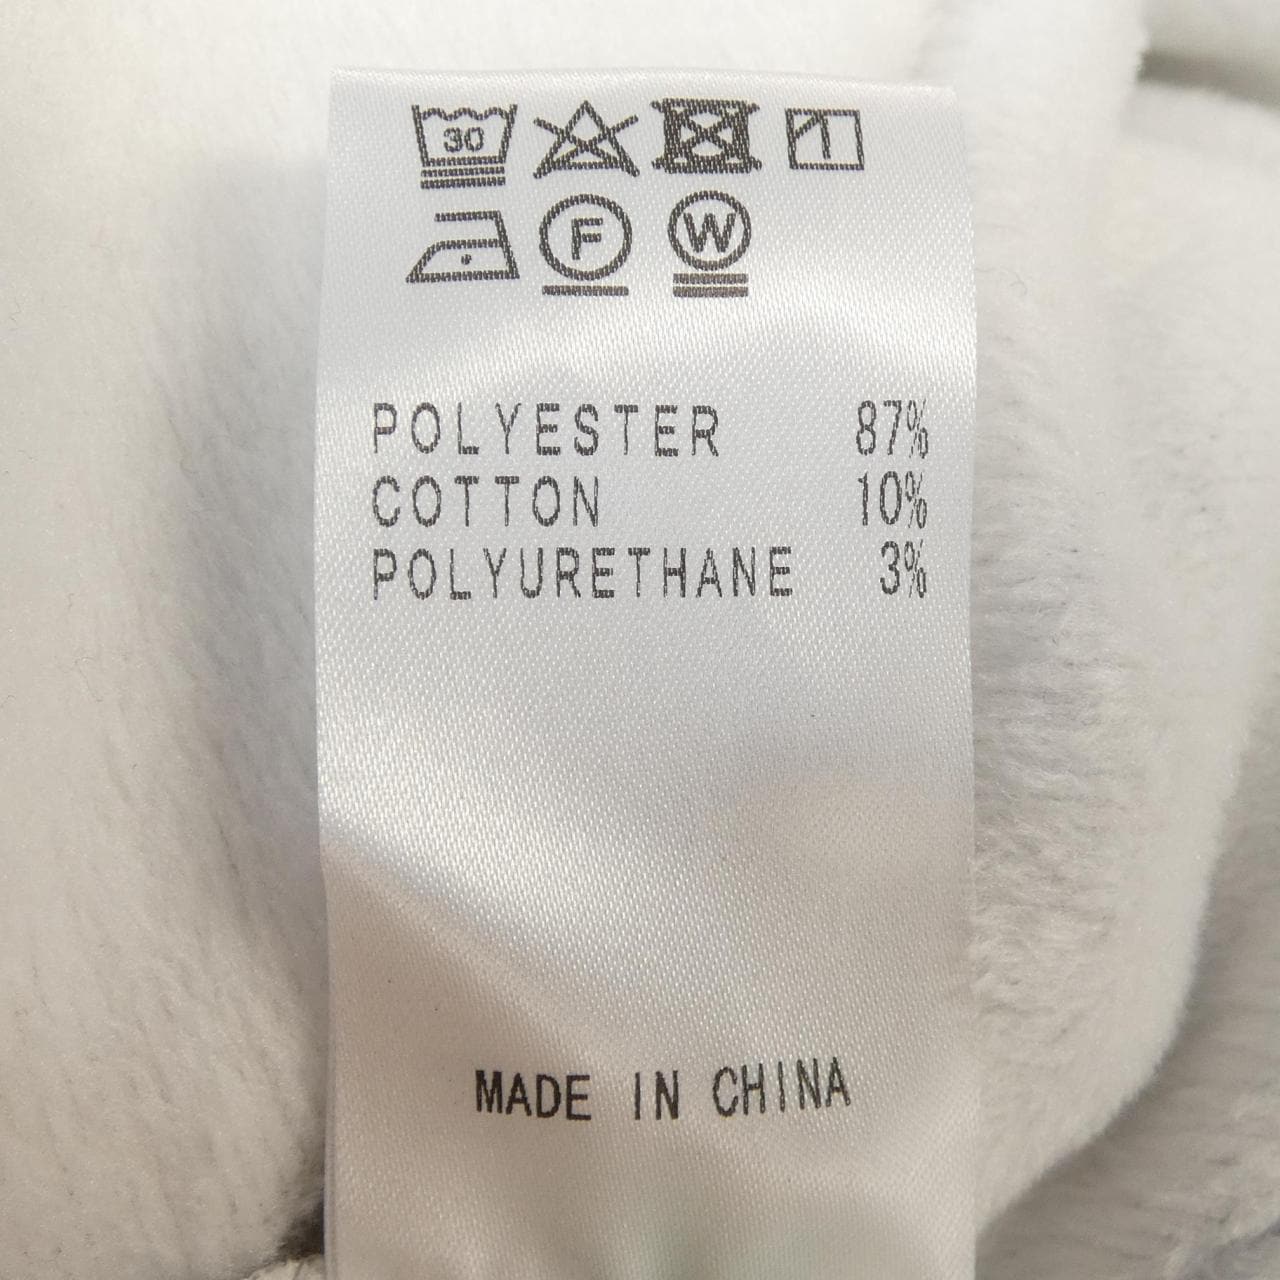 30
F W
POLYESTER 87%
COTTON 10%
POLYURETHANE 3%
MADE IN CHINA